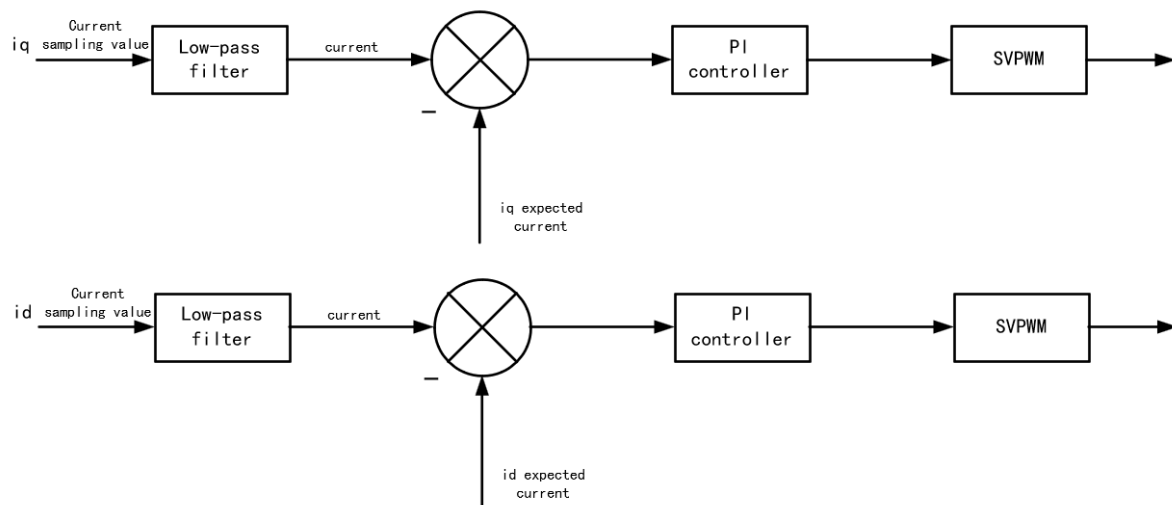 iq
Current
sampling value
Low-pass
filter
current
−
iq expected
current
PI
controller
SVPWM
id
Current
sampling value
Low-pass
filter
current
−
id expected
current
PI
controller
SVPWM